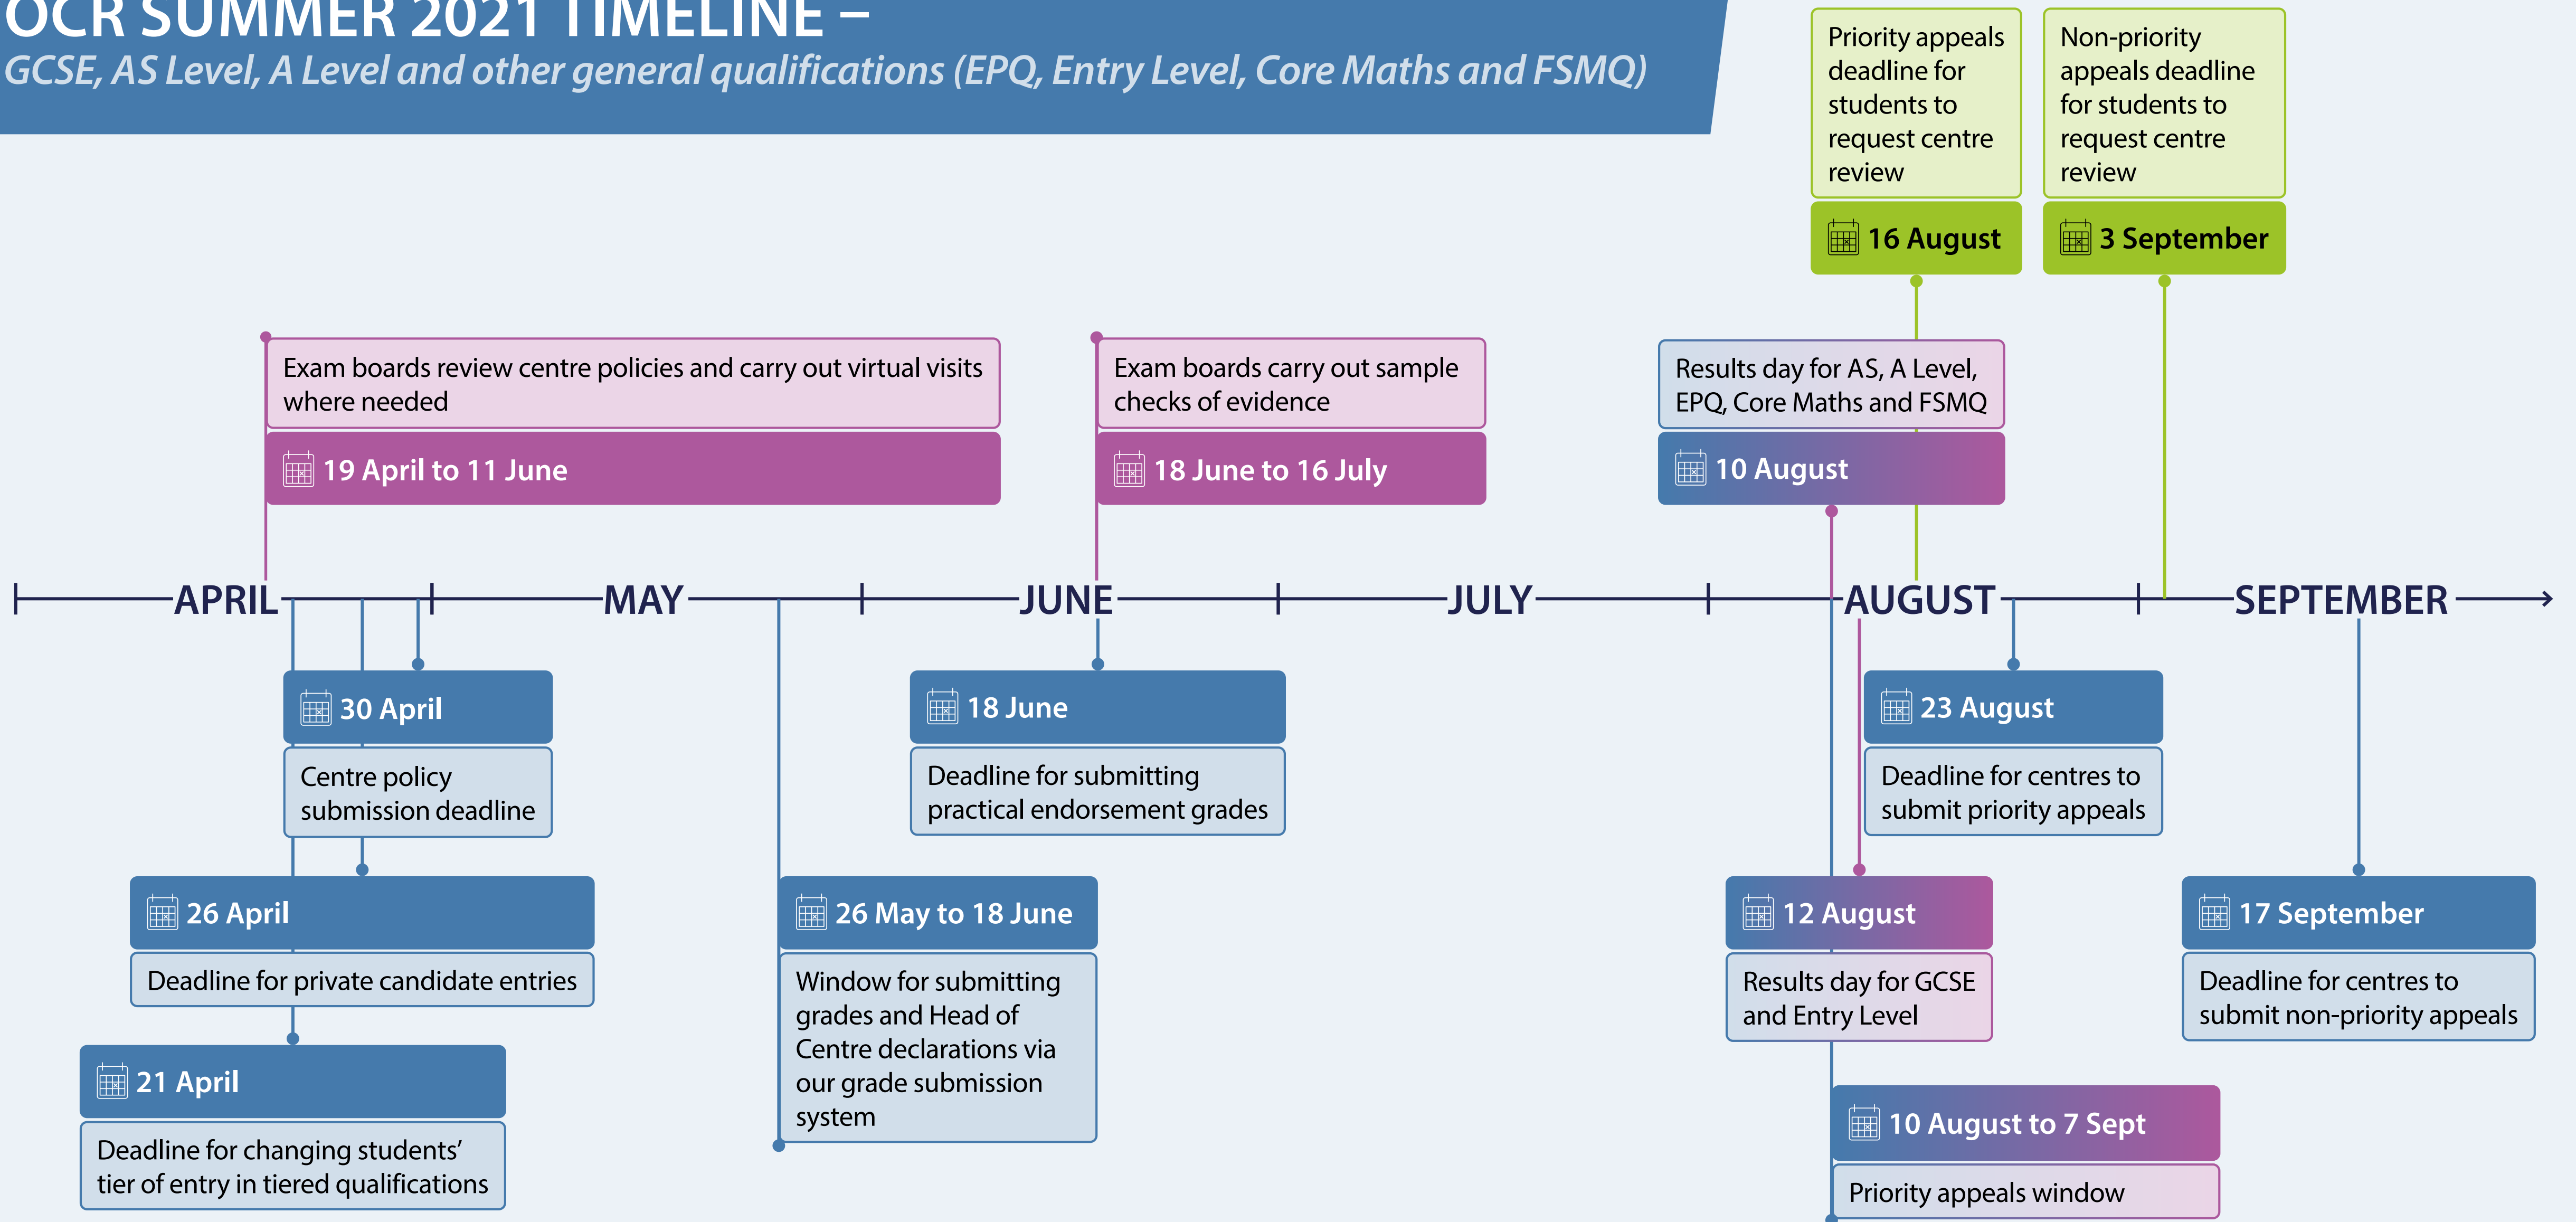 OCR SUMMER 2021 TIMELINE –
GCSE, AS Level, A Level and other general qualifications (EPQ, Entry Level, Core Maths and FSMQ)
Priority appeals
deadline for
students to
request centre
review
16 August
Non-priority
appeals deadline
for students to
request centre
review
3 September
Exam boards review centre policies and carry out virtual visits
where needed
19 April to 11 June
Exam boards carry out sample
checks of evidence
18 June to 16 July
Results day for AS, A Level,
EPQ, Core Maths and FSMQ
10 August
APRIL
MAY
JUNE
JULY
AUGUST
SEPTEMBER
30 April
Centre policy
submission deadline
18 June
Deadline for submitting
practical endorsement grades
23 August
Deadline for centres to
submit priority appeals
26 April
Deadline for private candidate entries
26 May to 18 June
Window for submitting
grades and Head of
Centre declarations via
our grade submission
system
12 August
Results day for GCSE
and Entry Level
17 September
Deadline for centres to
submit non-priority appeals
21 April
Deadline for changing students’
tier of entry in tiered qualifications
10 August to 7 Sept
Priority appeals window